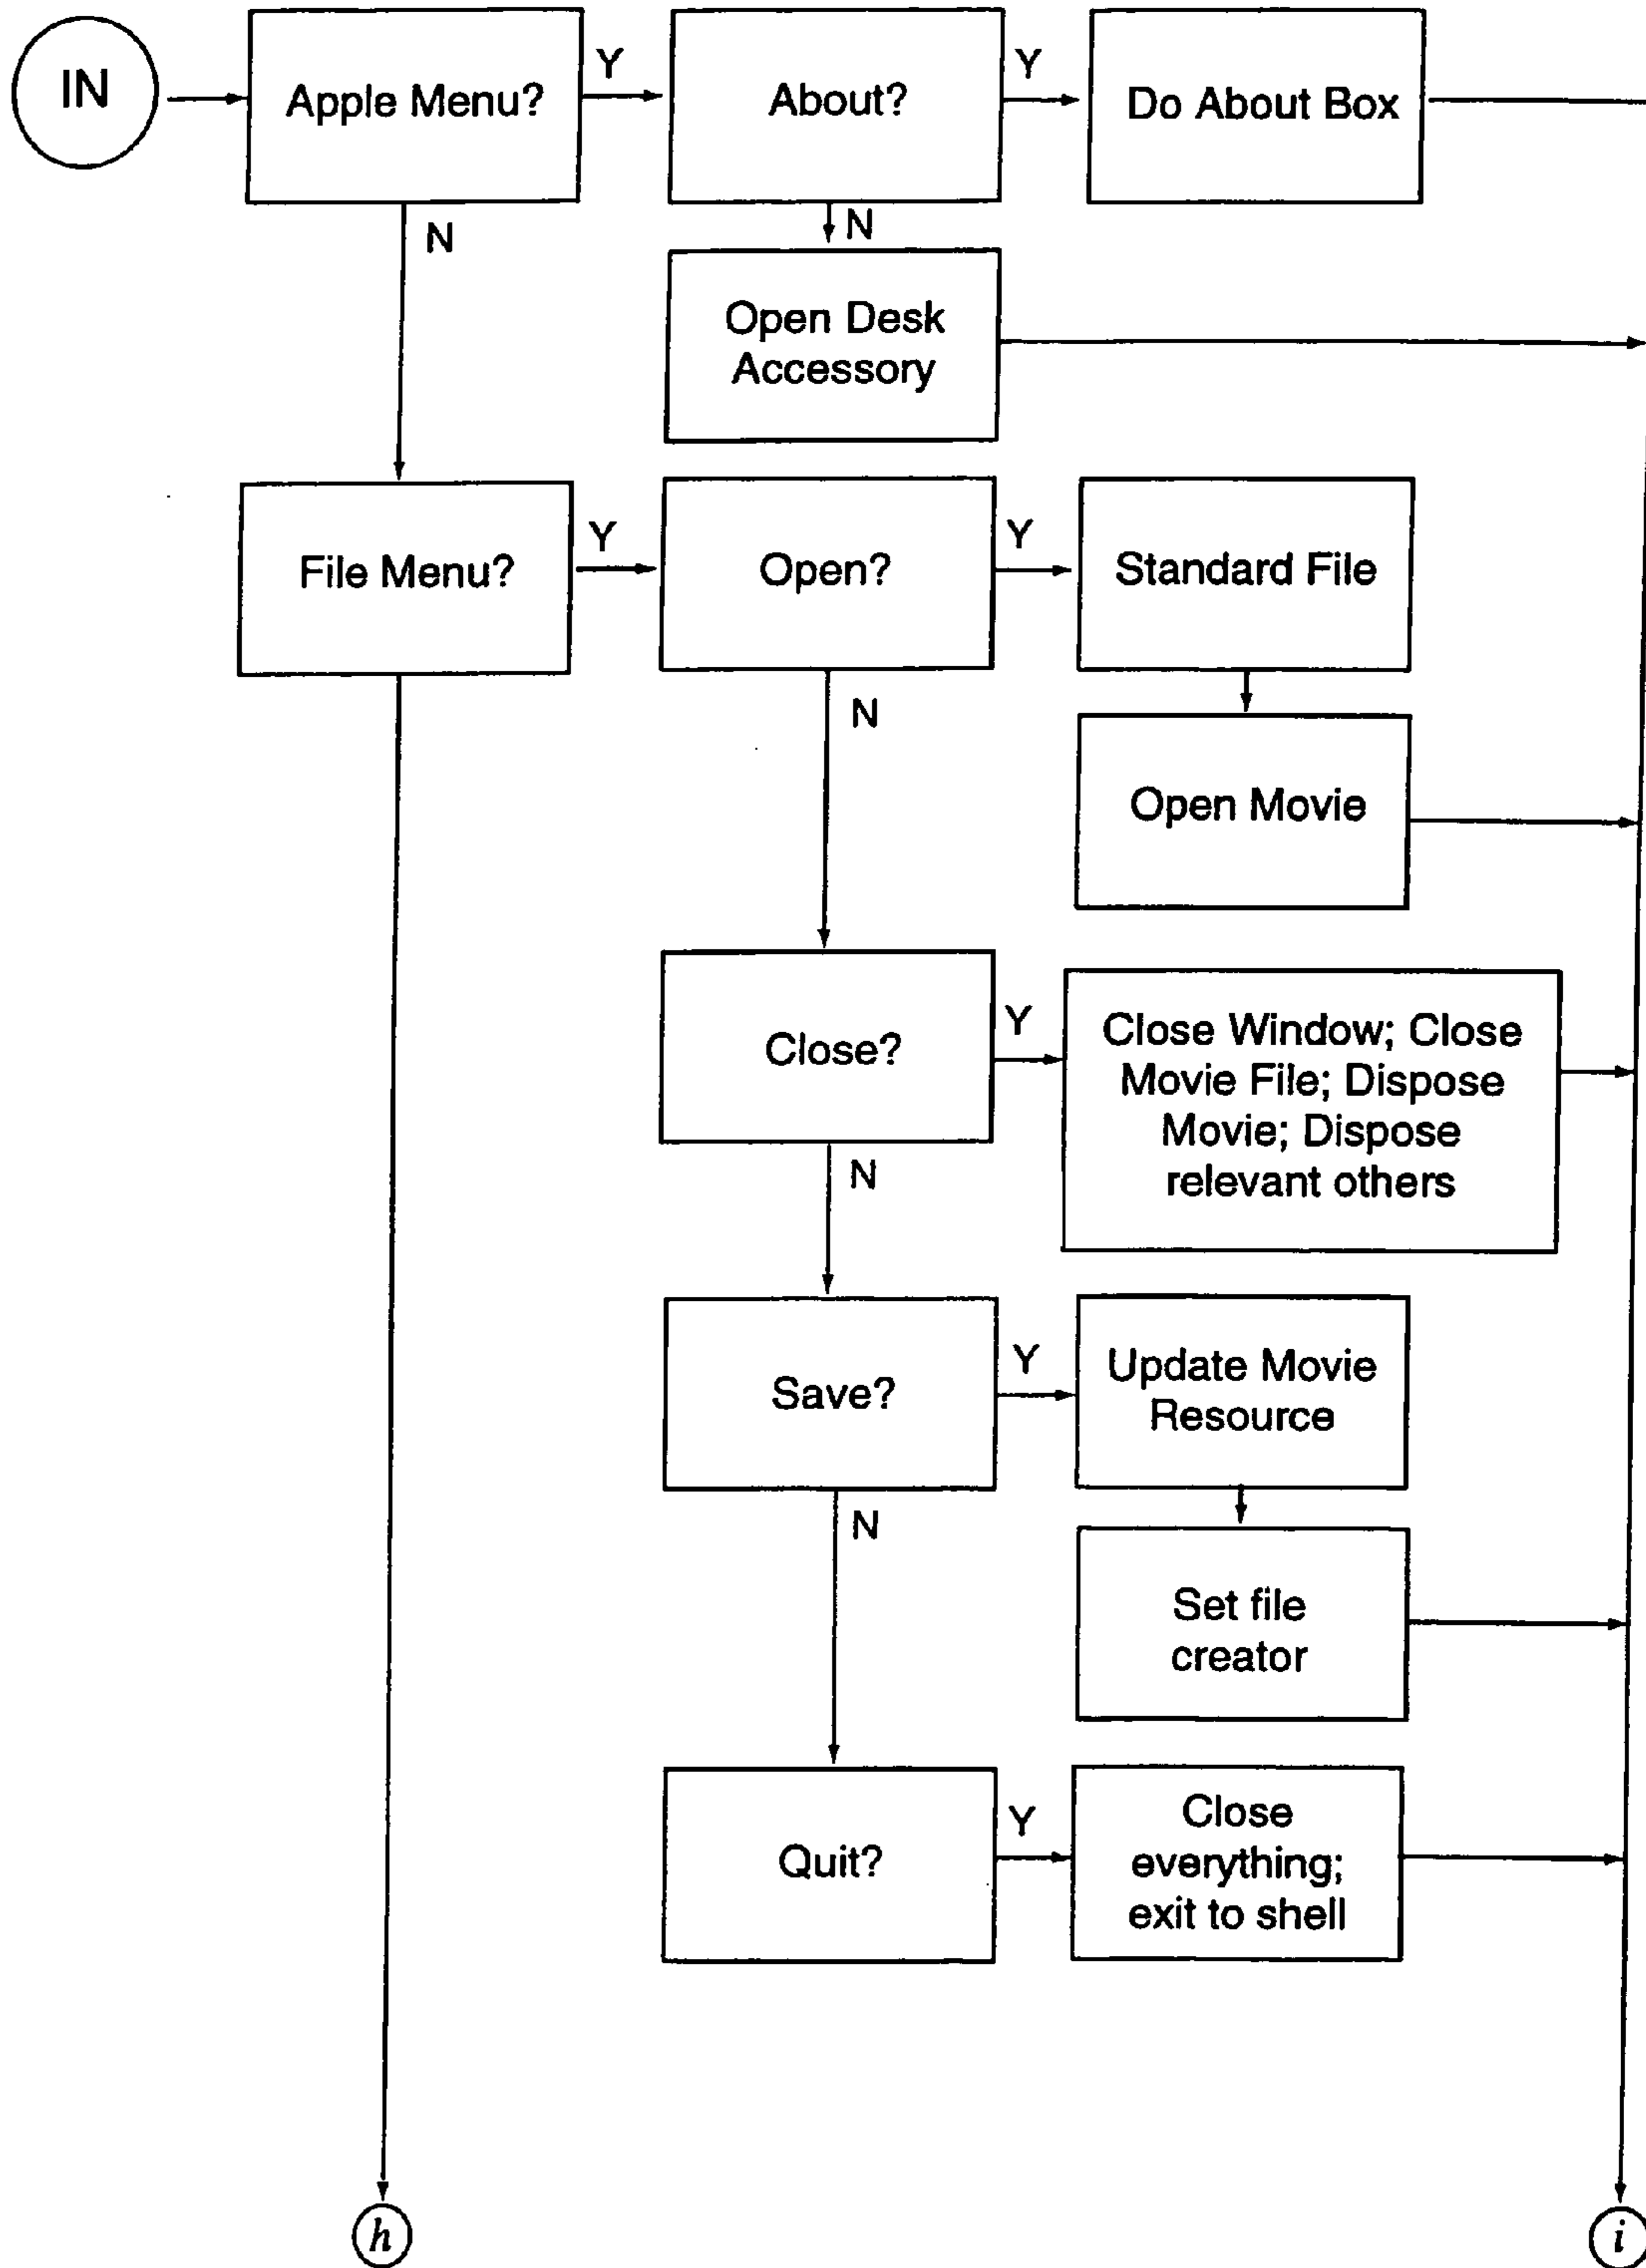 IN
Apple Menu?
Y
About?
Y
Do About Box
N
N
Open Desk
Accessory
File Menu?
Y
Open?
Y
Standard File
N
Open Movie
Close?
Y
Close Window; Close
Movie File; Dispose
Movie; Dispose
relevant others
N
Save?
Y
Update Movie
Resource
N
Set file
creator
Quit?
Y
Close
everything;
exit to shell
h
i